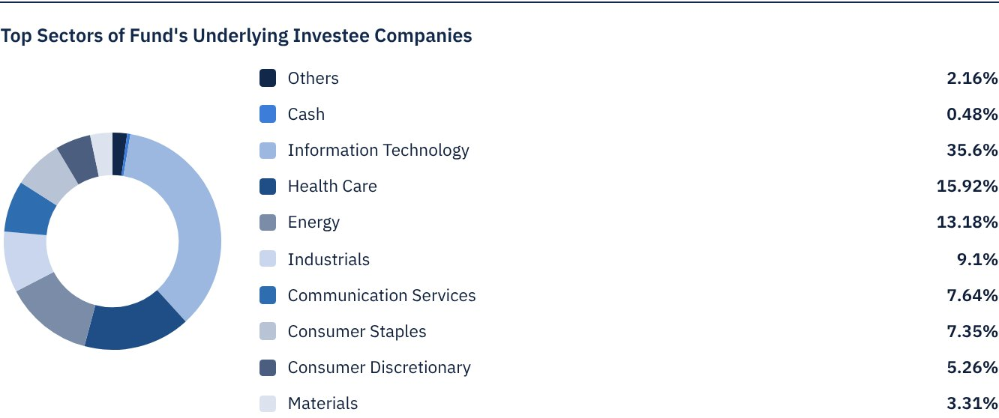 Top Sectors of Fund's Underlying Investee Companies
Others 2.16%
Cash 0.48%
Information Technology 35.6%
Health Care 15.92%
Energy 13.18%
Industrials 9.1%
Communication Services 7.64%
Consumer Staples 7.35%
Consumer Discretionary 5.26%
Materials 3.31%